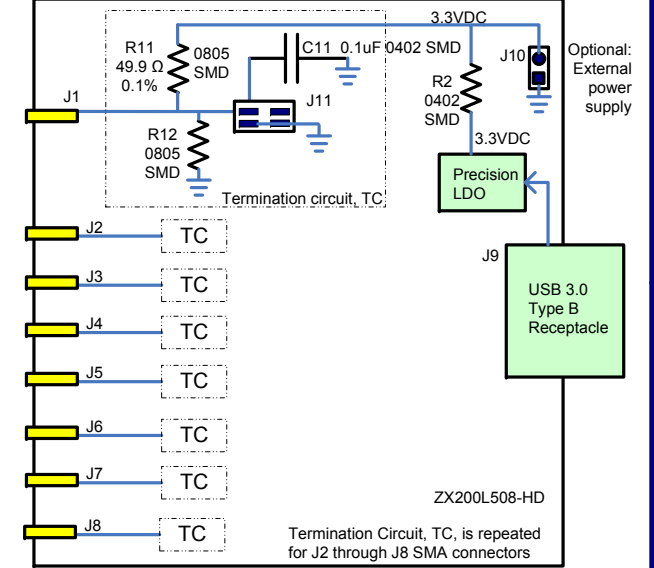 3.3VDC
R11
49.9 Ω
0.1%
0805
SMD
C11 0.1uF 0402 SMD
J10
Optional:
External
power
supply
J1
J11
R2
0402
SMD
R12
0805
SMD
3.3VDC
Termination circuit, TC
Precision
LDO
J2
TC
J9
J3
TC
USB 3.0
Type B
Receptacle
J4
TC
J5
TC
J6
TC
J7
TC
ZX200L508-HD
J8
TC
Termination Circuit, TC, is repeated
for J2 through J8 SMA connectors